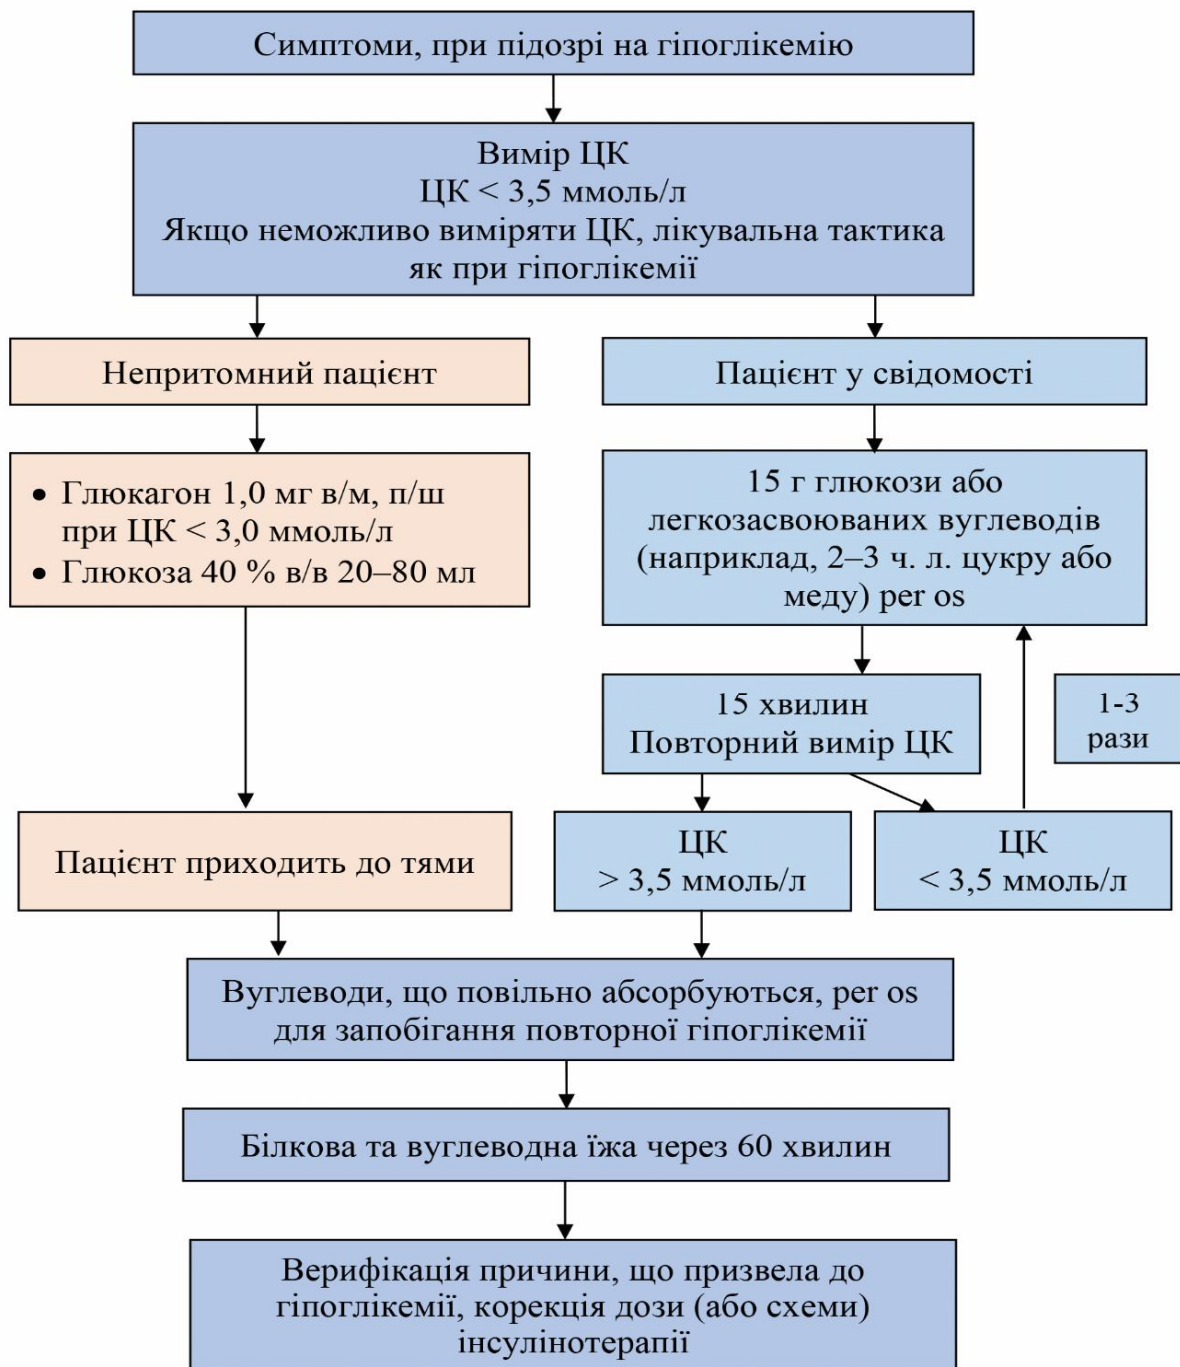 Симптоми, при підозрі на гіпоглікемію
Вимір ЦК
ЦК < 3,5 ммоль/л
Якщо неможливо виміряти ЦК, лікувальна тактика
як при гіпоглікемії
Непритомний пацієнт
Пацієнт у свідомості
• Глюкагон 1,0 мг в/м, п/ш
при ЦК < 3,0 ммоль/л
• Глюкоза 40 % в/в 20–80 мл
15 г глюкози або
легкозасвоюваних вуглеводів
(наприклад, 2–3 ч. л. цукру або
меду) per os
15 хвилин
Повторний вимір ЦК
1-3
рази
Пацієнт приходить до тями
ЦК
> 3,5 ммоль/л
ЦК
< 3,5 ммоль/л
Вуглеводи, що повільно абсорбуються, per os
для запобігання повторної гіпоглікемії
Білкова та вуглеводна їжа через 60 хвилин
Верифікація причини, що призвела до
гіпоглікемії, корекція дози (або схеми)
інсулінотерапії